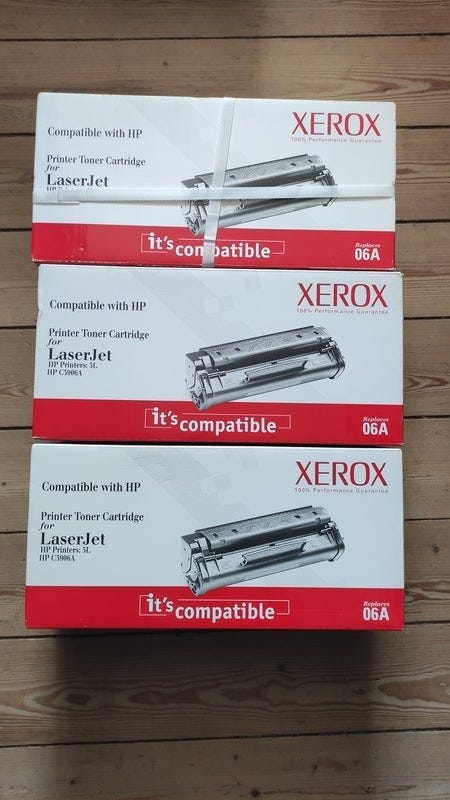 XEROX
100% Performance Guarantee
Compatible with HP
Printer Toner Cartridge
for
LaserJet
it's compatible
Replaces
06A
XEROX
100% Performance Guarantee
Compatible with HP
Printer Toner Cartridge
for
LaserJet
HP Printers: 5L
HP C3906A
it's compatible
Replaces
06A
XEROX
100% Performance Guarantee
Compatible with HP
Printer Toner Cartridge
for
LaserJet
HP Printers: 5L
HP C3906A
it's compatible
Replaces
06A